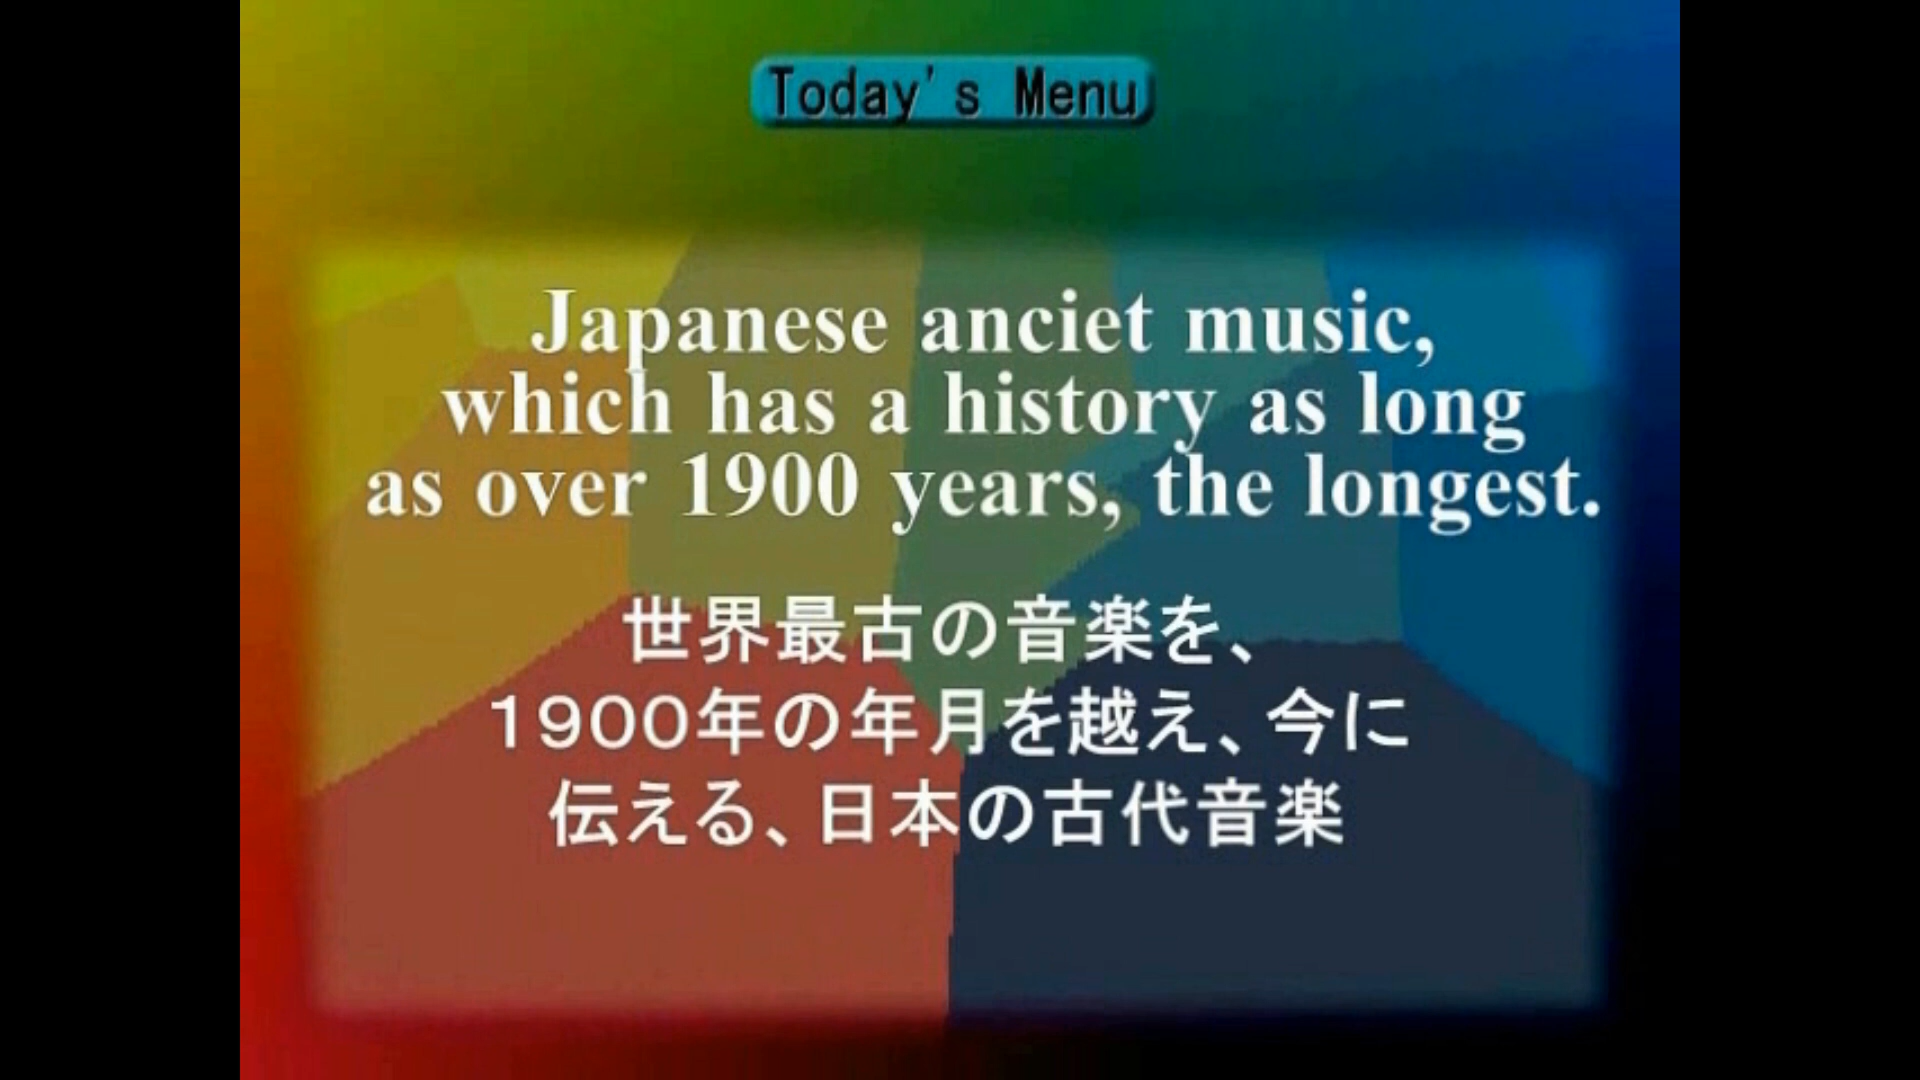 Today's Menu
Japanese anciet music,
which has a history as long
as over 1900 years, the longest.
世界最古の音楽を、
１９００年の年月を越え、今に
伝える、日本の古代音楽